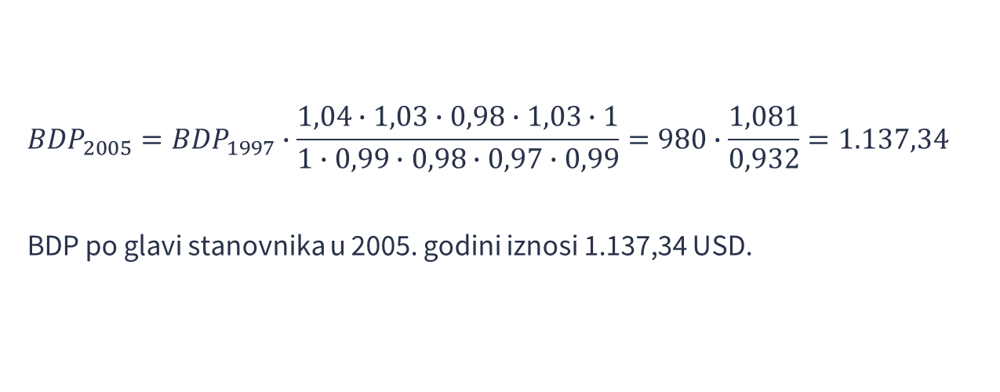 BDP₂₀₀₅ = BDP₁₉₉₇ · (1,04 · 1,03 · 0,98 · 1,03 · 1) / (1 · 0,99 · 0,98 · 0,97 · 0,99) = 980 · 1,081 / 0,932 = 1.137,34
BDP po glavi stanovnika u 2005. godini iznosi 1.137,34 USD.